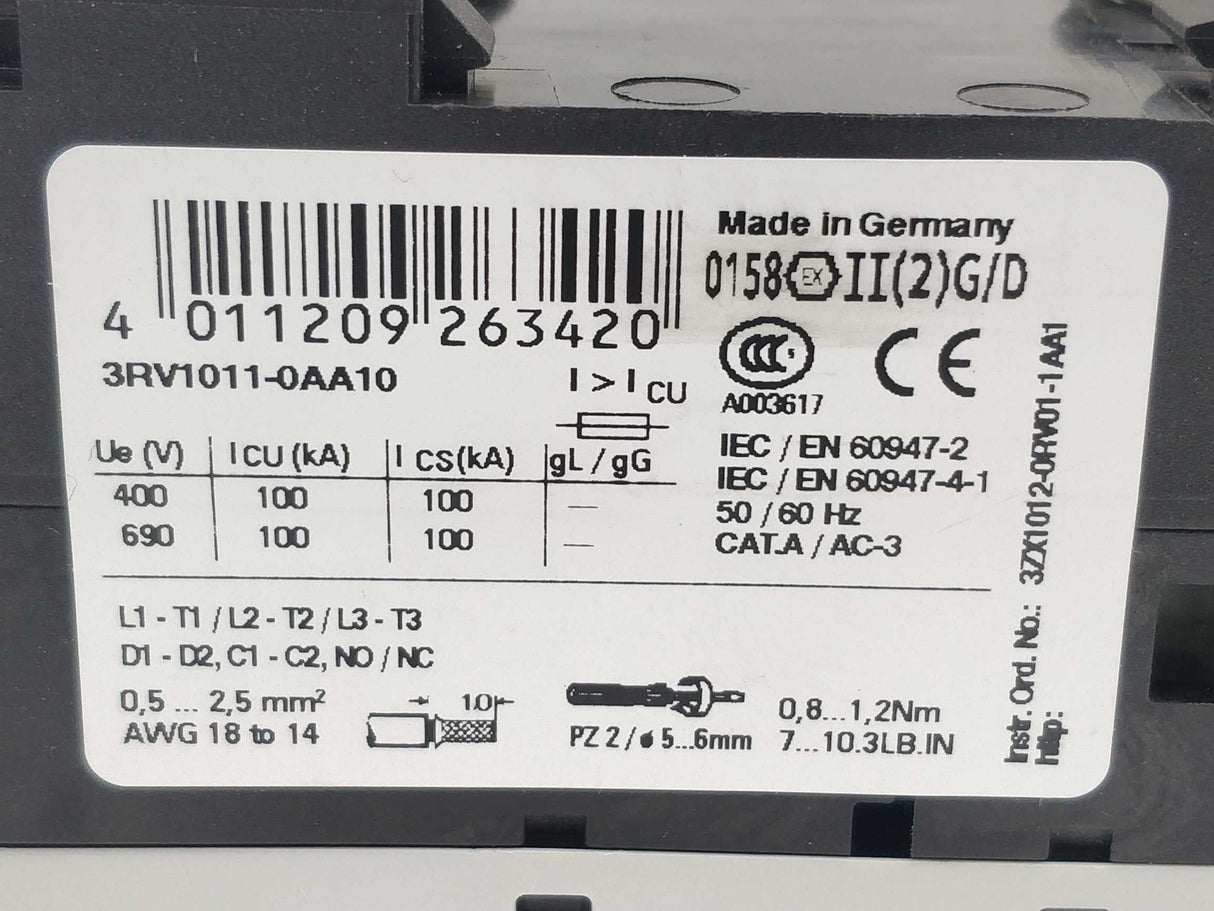 4 011209 263420
3RV1011-0AA10
I > I CU
Ue (V) I CU (kA) I CS (kA) gL / gG
400 100 100 —
690 100 100 —
Made in Germany
0158 EX II(2)G/D
CCC CE
A003617
IEC / EN 60947-2
IEC / EN 60947-4-1
50 / 60 Hz
CAT.A / AC-3
L1 - T1 / L2 - T2 / L3 - T3
D1 - D2, C1 - C2, NO / NC
0,5 ... 2,5 mm²
AWG 18 to 14
10
PZ 2 / ø 5...6mm
0,8...1,2Nm
7...10.3LB.IN
Instr. Ord. No.: 3ZX1012-0RV01-1AA1
http: